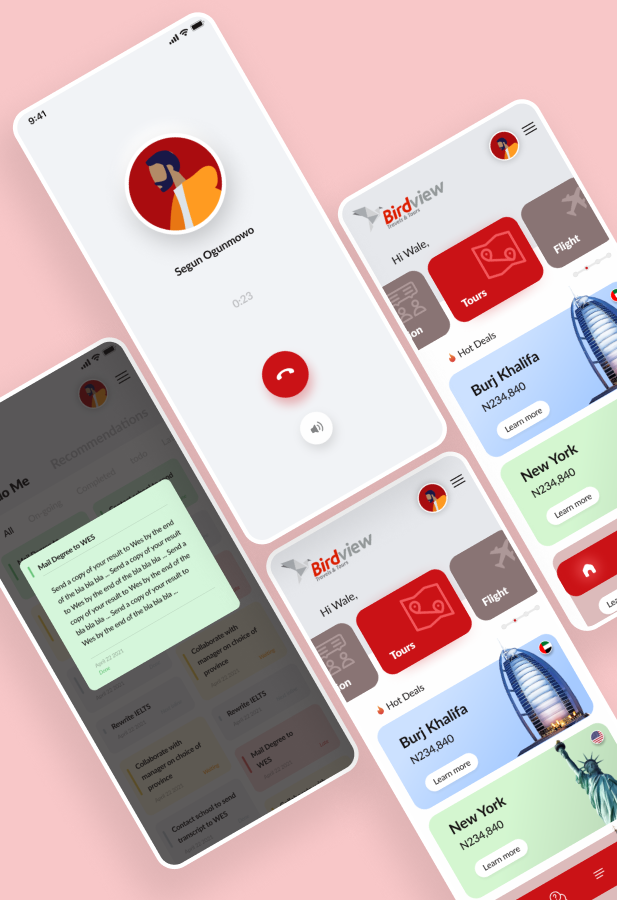 9:41
Segun Ogunmowo
0:23
Birdview
Travels & Tours
Hi Wale,
Tours
Flight
Hot Deals
Burj Khalifa
N234,840
Learn more
New York
N234,840
Learn more
Recommendations
Me
All
On-going
Completed
todo
Mail Degree to WES
Send a copy of your result to Wes by the end
of the bla bla bla ... Send a copy of your result
to Wes by the end of the bla bla bla ... Send a
copy of your result to Wes by the end of the
bla bla bla ... Send a copy of your result to
Wes by the end of the bla bla bla ...
April 22 2023
Done
Rewrite IELTS
Collaborate with
manager on choice of
province
Rewrite IELTS
Collaborate with
manager on choice of
province
Mail Degree to
WES
Contact school to send
transcript to WES
Birdview
Travels & Tours
Hi Wale,
Tours
Flight
Hot Deals
Burj Khalifa
N234,840
Learn more
New York
N234,840
Learn more